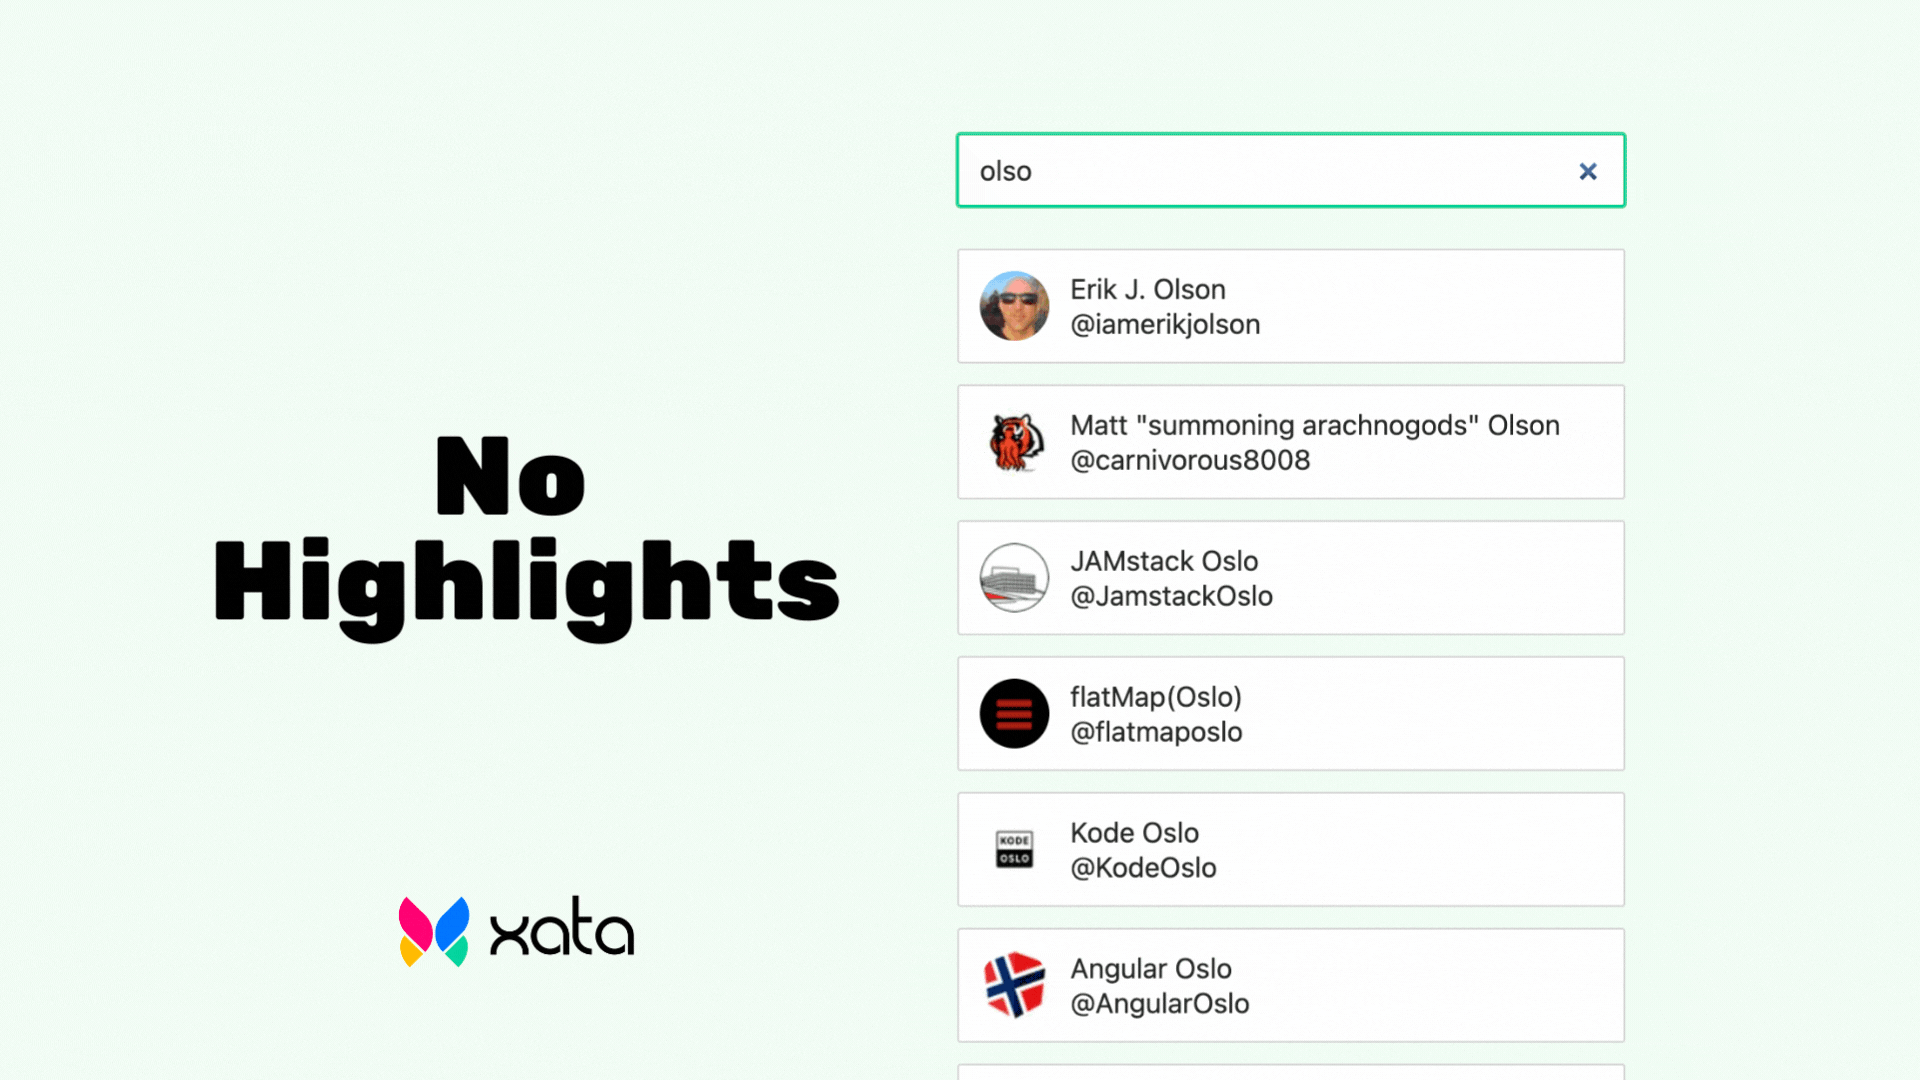 No
Highlights
xata
olso
Erik J. Olson
@iamerikjolson
Matt "summoning arachnogods" Olson
@carnivorous8008
JAMstack Oslo
@JamstackOslo
flatMap(Oslo)
@flatmaposlo
KODE
OSLO
Kode Oslo
@KodeOslo
Angular Oslo
@AngularOslo